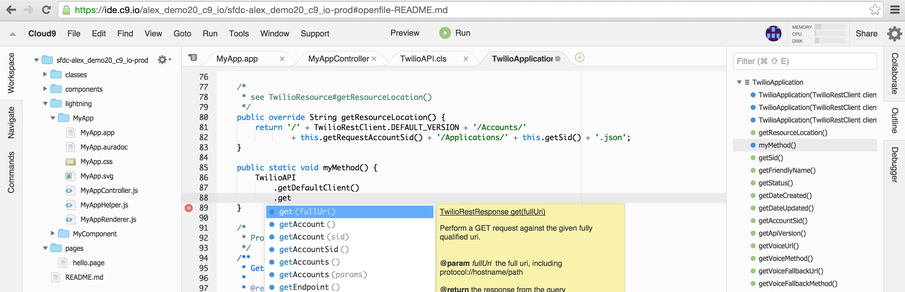 https://ide.c9.io/alex_demo20_c9_io/sfdc-alex_demo20_c9_io-prod#openfile-README.md
Cloud9 File Edit Find View Goto Run Tools Window Support Preview Run MEMORY CPU DISK Share
Workspace
Navigate
Commands
sfdc-alex_demo20_c9_io-prod
classes
components
lightning
MyApp
MyApp.app
MyApp.auradoc
MyApp.css
MyApp.svg
MyAppController.js
MyAppHelper.js
MyAppRenderer.js
MyComponent
pages
hello.page
README.md
MyApp.app MyAppController TwilioAPI.cls TwilioApplication
76
77 /*
78 * see TwilioResource#getResourceLocation()
79 */
80 public override String getResourceLocation() {
81 return '/' + TwilioRestClient.DEFAULT_VERSION + '/Accounts/'
82 + this.getRequestAccountSid() + '/Applications/' + this.getSid() + '.json';
83 }
84
85 public static void myMethod() {
86 TwilioAPI
87 .getDefaultClient()
88 .get
89 }
90
91 /*
92 * Pro
93 */
94 /**
95 * Get
96 *
97 * @re
get(fullUri)
getAccount()
getAccount(sid)
getAccountSid()
getAccounts()
getAccounts(params)
getEndpoint()
TwilioRestResponse get(fullUri)
Perform a GET request against the given fully
qualified uri.
@param fullUri the full uri, including
protocol://hostname/path
@return the response from the query
Filter (⌘ ⇧ E)
TwilioApplication
TwilioApplication(TwilioRestClient clien
TwilioApplication(TwilioRestClient clien
TwilioApplication(TwilioRestClient clien
getResourceLocation()
myMethod()
getSid()
getFriendlyName()
getStatus()
getDateCreated()
getDateUpdated()
getAccountSid()
getApiVersion()
getVoiceUrl()
getVoiceMethod()
getVoiceFallbackUrl()
getVoiceFallbackMethod()
Collaborate
Outline
Debugger